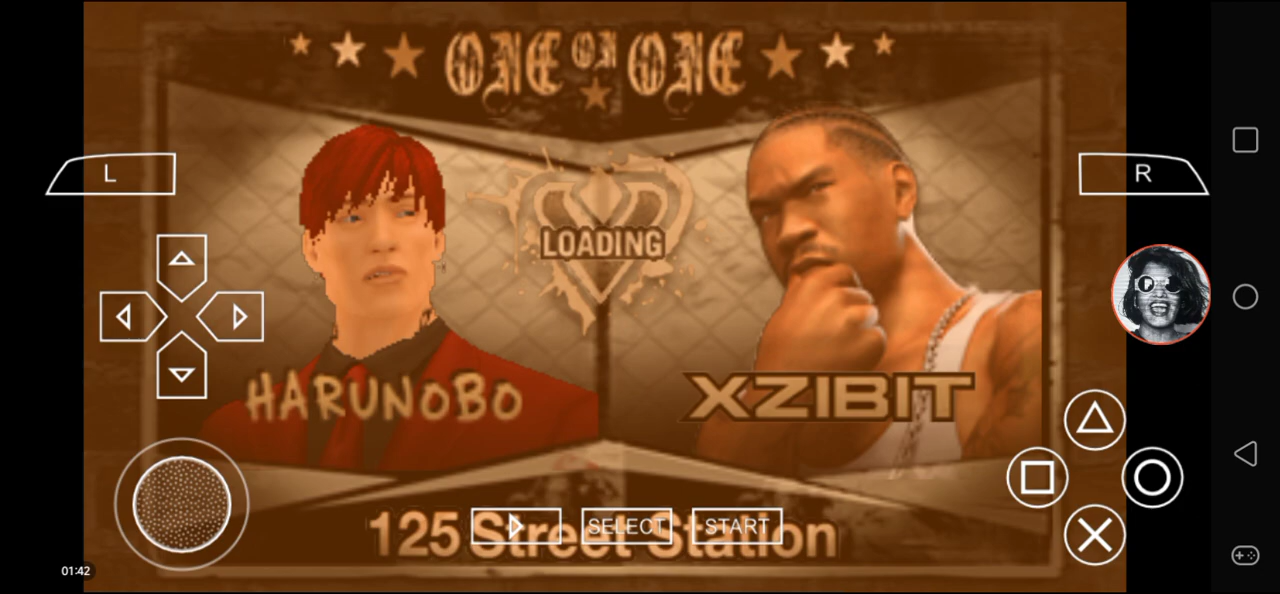 ONE ON ONE
L
R
LOADING
HARUNOBO
XZIBIT
125 Street Station
SELECT
START
01:42